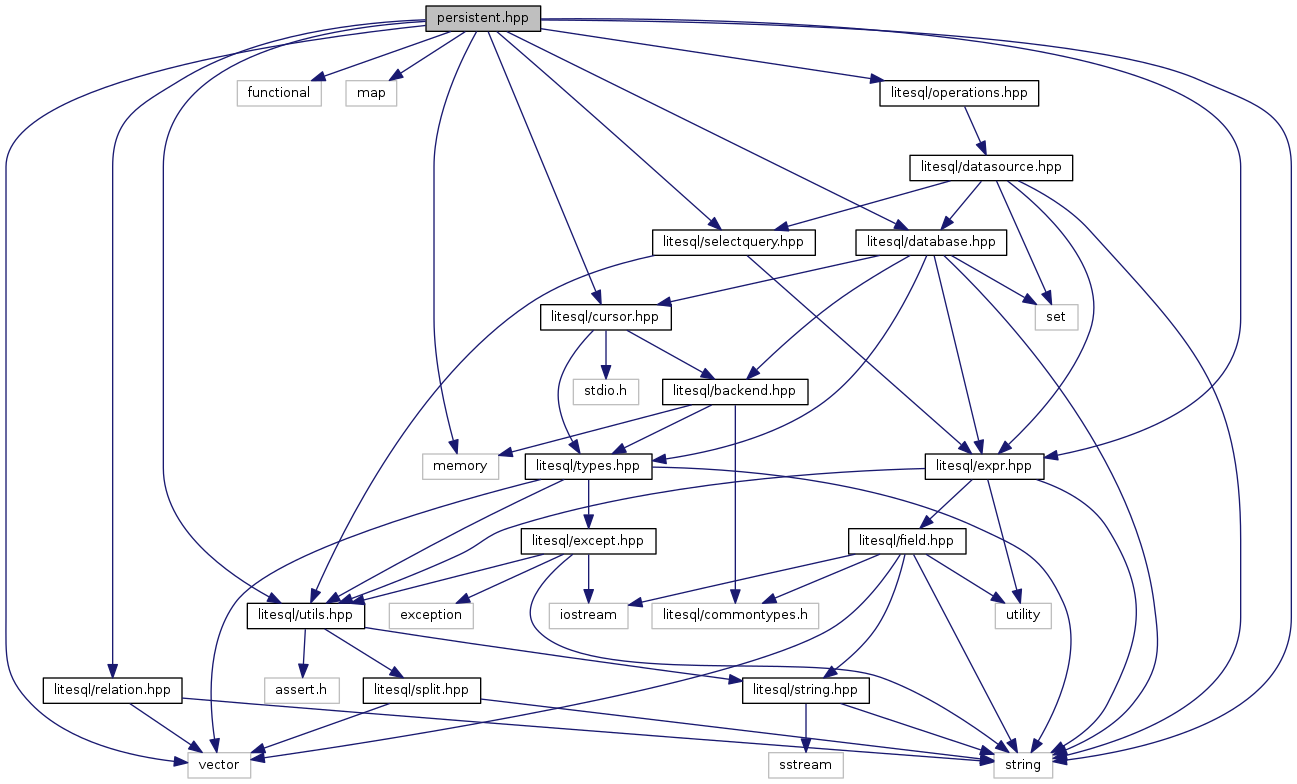 persistent.hpp
functional
map
litesql/operations.hpp
litesql/datasource.hpp
litesql/selectquery.hpp
litesql/database.hpp
litesql/cursor.hpp
set
stdio.h
litesql/backend.hpp
memory
litesql/types.hpp
litesql/expr.hpp
litesql/except.hpp
litesql/field.hpp
litesql/utils.hpp
exception
iostream
litesql/commontypes.h
utility
litesql/relation.hpp
assert.h
litesql/split.hpp
litesql/string.hpp
vector
sstream
string